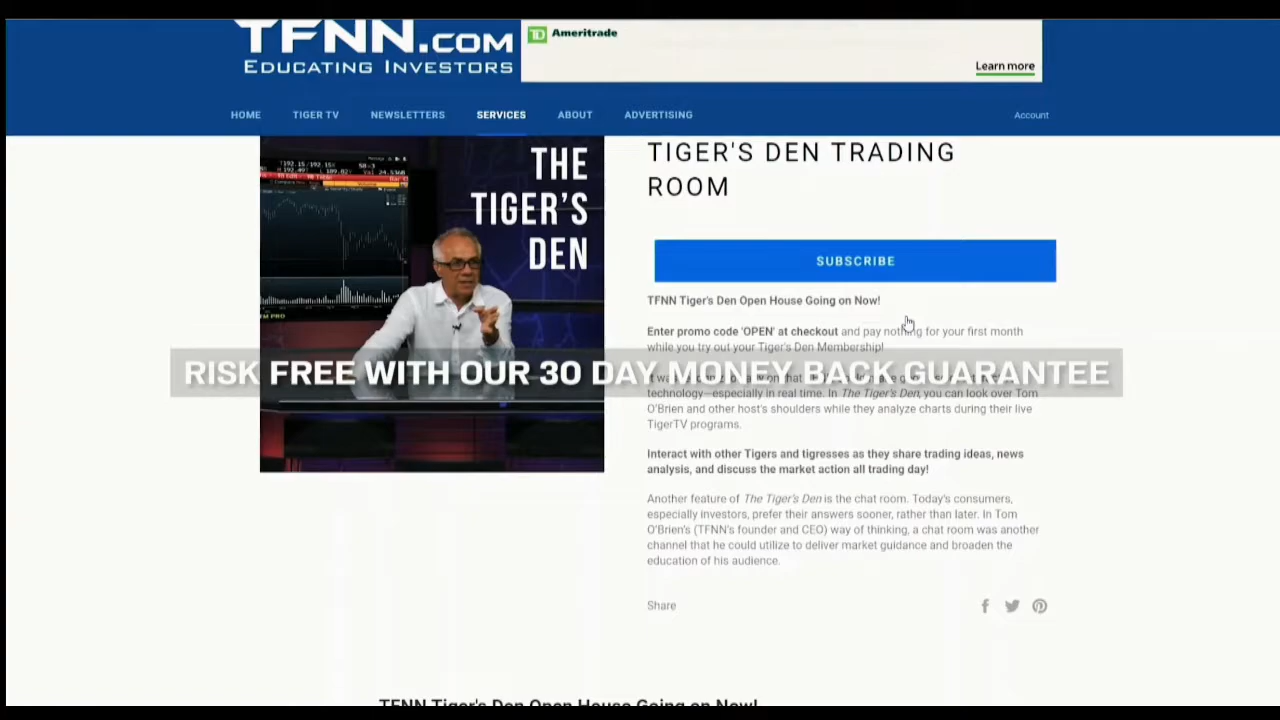 TFNN.COM
EDUCATING INVESTORS
TD Ameritrade
Learn more
HOME TIGER TV NEWSLETTERS SERVICES ABOUT ADVERTISING Account
THE
TIGER'S
DEN
TIGER'S DEN TRADING
ROOM
SUBSCRIBE
TFNN Tiger's Den Open House Going on Now!
Enter promo code 'OPEN' at checkout and pay nothing for your first month
while you try out your Tiger's Den Membership!
RISK FREE WITH OUR 30 DAY MONEY BACK GUARANTEE
technology—especially in real time. In The Tiger's Den, you can look over Tom
O'Brien and other host's shoulders while they analyze charts during their live
TigerTV programs.
Interact with other Tigers and tigresses as they share trading ideas, news
analysis, and discuss the market action all trading day!
Another feature of The Tiger's Den is the chat room. Today's consumers,
especially investors, prefer their answers sooner, rather than later. In Tom
O'Brien's (TFNN's founder and CEO) way of thinking, a chat room was another
channel that he could utilize to deliver market guidance and broaden the
education of his audience.
Share
TFNN Tiger's Den Open House Going on Now!